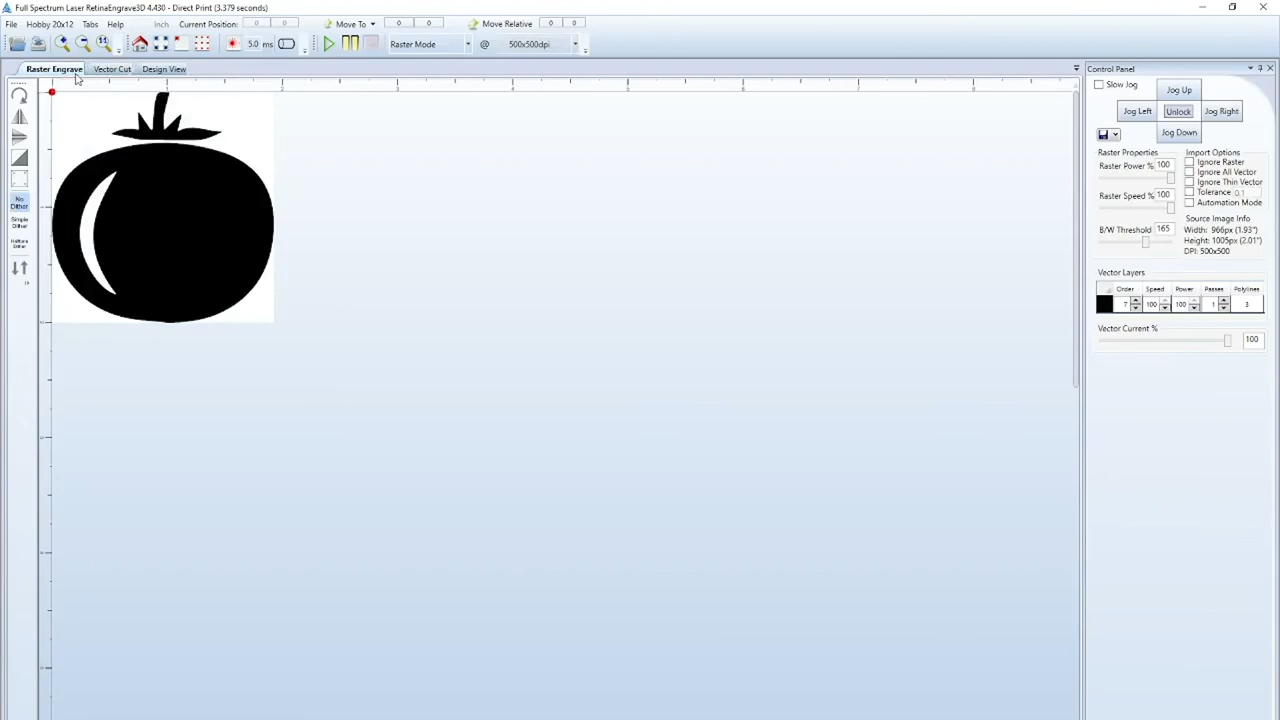 Full Spectrum Laser RetinaEngrave3D 4.430 - Direct Print (3.379 seconds)
File Hobby 20x12 Tabs Help Inch Current Position: 0 0 Move To 0 0 Move Relative 0 0
5.0 ms Raster Mode @ 500x500dpi
Raster Engrave Vector Cut Design View
No Dither
Simple Dither
Halftone Dither
Control Panel
Slow Jog
Jog Up
Jog Left Unlock Jog Right
Jog Down
Raster Properties
Raster Power % 100
Raster Speed % 100
B/W Threshold 165
Import Options
Ignore Raster
Ignore All Vector
Ignore Thin Vector
Tolerance 0.1
Automation Mode
Source Image Info
Width: 966px (1.93")
Height: 1005px (2.01")
DPI: 500x500
Vector Layers
Order Speed Power Passes Polylines
7 100 100 1 3
Vector Current %
100